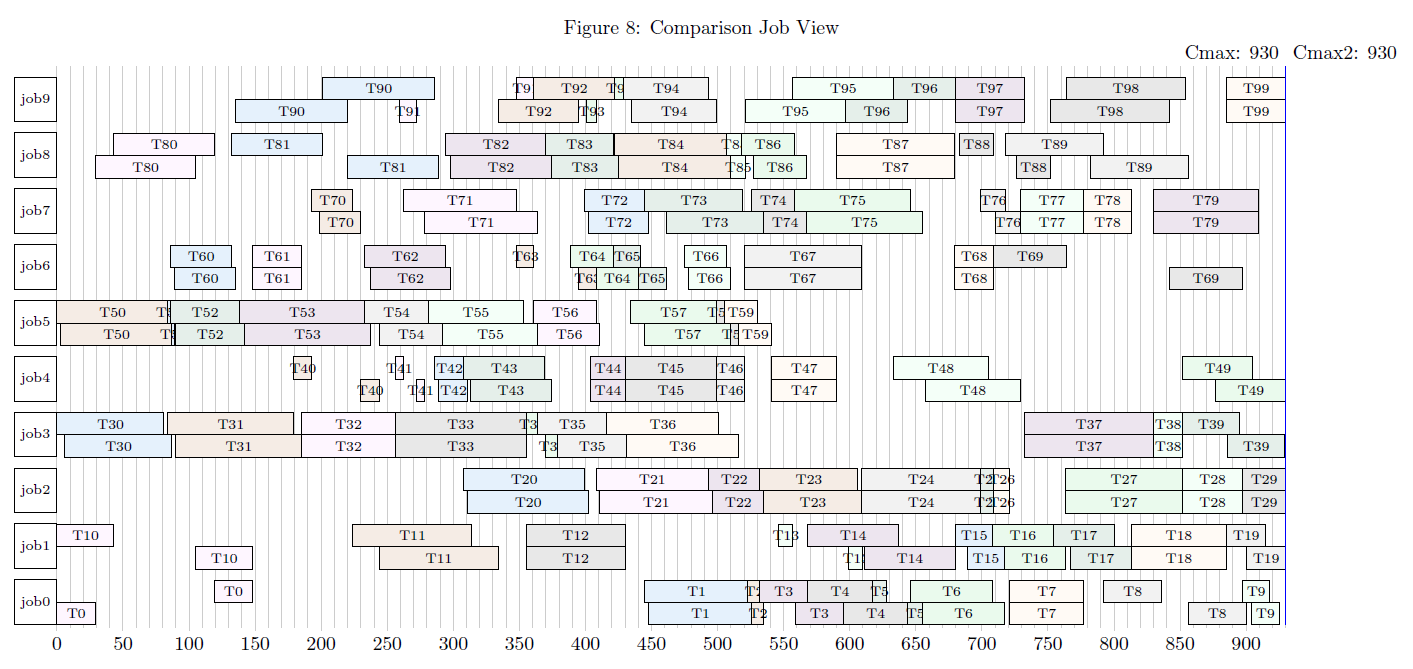 Figure 8: Comparison Job View
Cmax: 930 Cmax2: 930
job9 T90 T92 T94 T95 T96 T97 T98 T99
T90 T91 T92 T93 T94 T95 T96 T97 T98 T99
job8 T80 T81 T82 T83 T84 T86 T87 T88 T89
T80 T81 T82 T83 T84 T85 T86 T87 T88 T89
job7 T70 T71 T72 T73 T74 T75 T76 T77 T78 T79
T70 T71 T72 T73 T74 T75 T76 T77 T78 T79
job6 T60 T61 T62 T63 T64 T65 T66 T67 T68 T69
T60 T61 T62 T64 T65 T66 T67 T68 T69
job5 T50 T52 T53 T54 T55 T56 T57 T59
T50 T52 T53 T54 T55 T56 T57 T59
job4 T40 T41 T42 T43 T44 T45 T46 T47 T48 T49
T40 T41 T42 T43 T44 T45 T46 T47 T48 T49
job3 T30 T31 T32 T33 T35 T36 T37 T38 T39
T30 T31 T32 T33 T35 T36 T37 T38 T39
job2 T20 T21 T22 T23 T24 T26 T27 T28 T29
T20 T21 T22 T23 T24 T26 T27 T28 T29
job1 T10 T11 T12 T13 T14 T15 T16 T17 T18 T19
T10 T11 T12 T14 T15 T16 T17 T18 T19
job0 T0 T1 T3 T4 T5 T6 T7 T8 T9
T0 T1 T2 T3 T4 T5 T6 T7 T8 T9
0 50 100 150 200 250 300 350 400 450 500 550 600 650 700 750 800 850 900